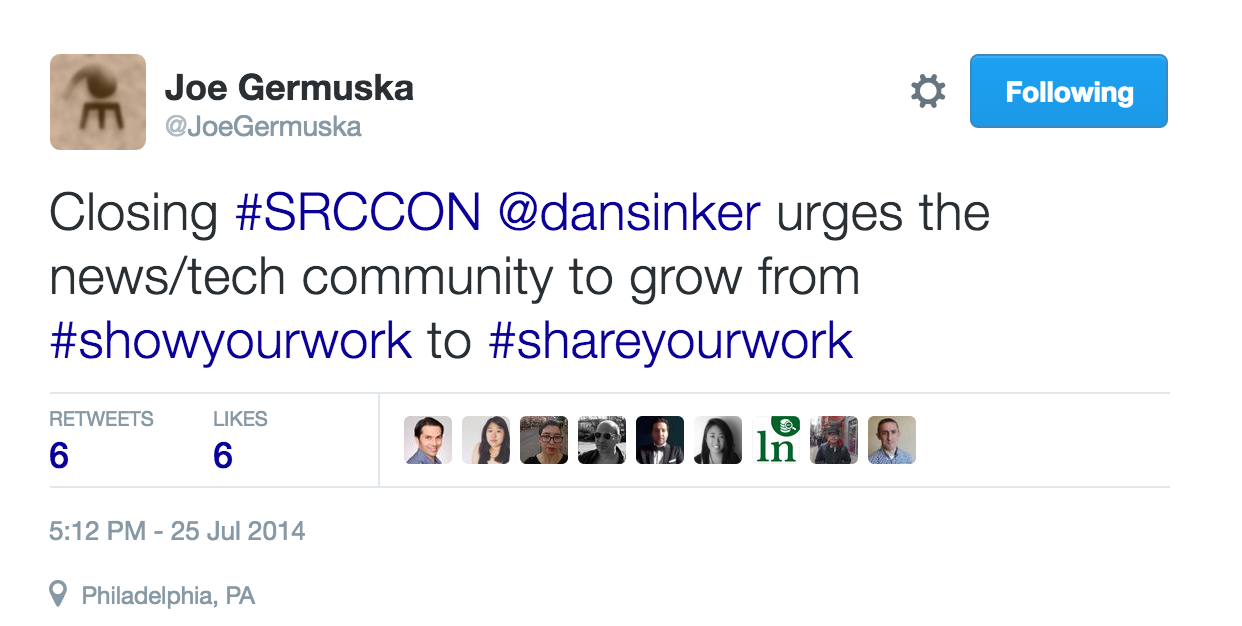 Joe Germuska
@JoeGermuska
Following
Closing #SRCCON @dansinker urges the
news/tech community to grow from
#showyourwork to #shareyourwork
RETWEETS
6
LIKES
6
ln
5:12 PM - 25 Jul 2014
Philadelphia, PA